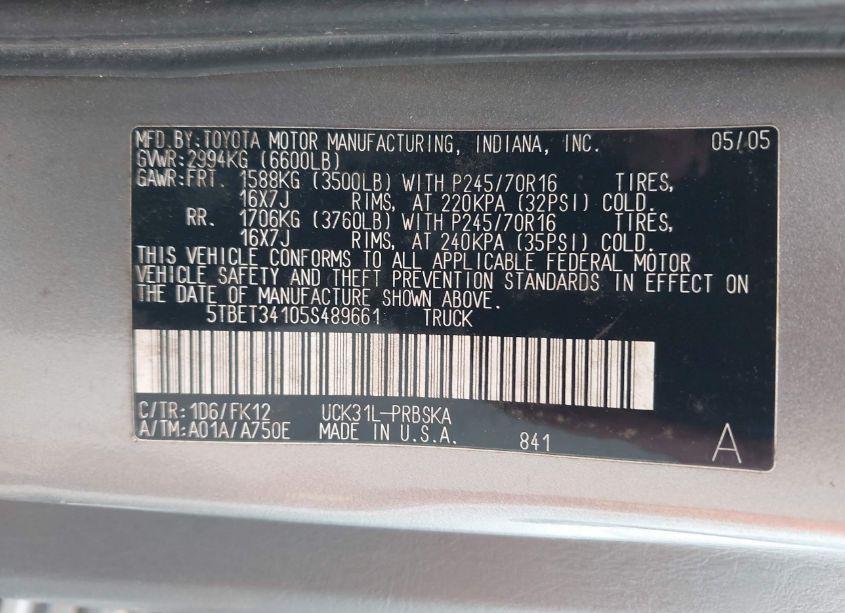 MFD.BY:TOYOTA MOTOR MANUFACTURING, INDIANA, INC. 05/05
GVWR:2994KG (6600LB)
GAWR:FRT. 1588KG (3500LB) WITH P245/70R16 TIRES,
16X7J RIMS, AT 220KPA (32PSI) COLD.
RR. 1706KG (3760LB) WITH P245/70R16 TIRES,
16X7J RIMS, AT 240KPA (35PSI) COLD.
THIS VEHICLE CONFORMS TO ALL APPLICABLE FEDERAL MOTOR
VEHICLE SAFETY AND THEFT PREVENTION STANDARDS IN EFFECT ON
THE DATE OF MANUFACTURE SHOWN ABOVE.
5TBET34105S489661 TRUCK
C/TR:1D6/FK12 UCK31L-PRBSKA
A/TM:A01A/A750E MADE IN U.S.A. 841 A